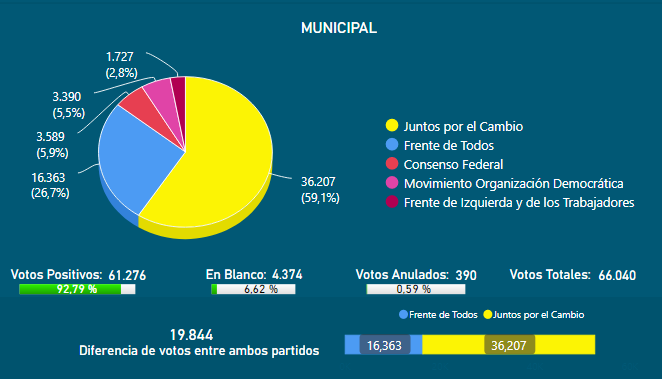 MUNICIPAL
1.727
(2,8%)
3.390
(5,5%)
3.589
(5,9%)
16.363
(26,7%)
36.207
(59,1%)
Juntos por el Cambio
Frente de Todos
Consenso Federal
Movimiento Organización Democrática
Frente de Izquierda y de los Trabajadores
Votos Positivos: 61.276
92,79 %
En Blanco: 4.374
6,62 %
Votos Anulados: 390
0,59 %
Votos Totales: 66.040
Frente de Todos Juntos por el Cambio
19.844
Diferencia de votos entre ambos partidos
16,363 36,207